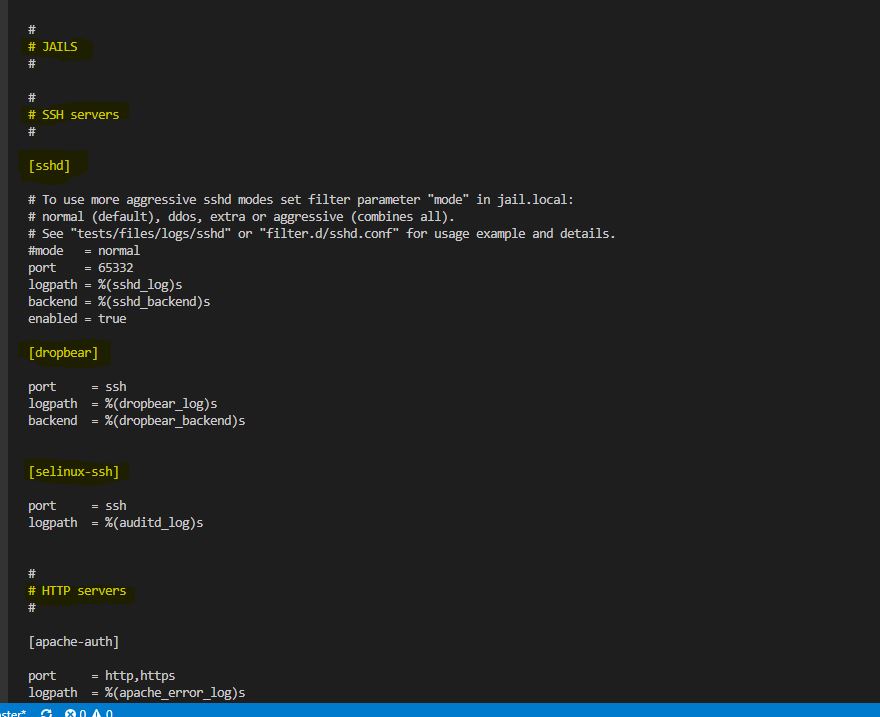 #
# JAILS
#
#
# SSH servers
#
[sshd]
# To use more aggressive sshd modes set filter parameter "mode" in jail.local:
# normal (default), ddos, extra or aggressive (combines all).
# See "tests/files/logs/sshd" or "filter.d/sshd.conf" for usage example and details.
#mode   = normal
port    = 65332
logpath = %(sshd_log)s
backend = %(sshd_backend)s
enabled = true
[dropbear]
port     = ssh
logpath  = %(dropbear_log)s
backend  = %(dropbear_backend)s
[selinux-ssh]
port     = ssh
logpath  = %(auditd_log)s
#
# HTTP servers
#
[apache-auth]
port     = http,https
logpath  = %(apache_error_log)s
ster* 0 0